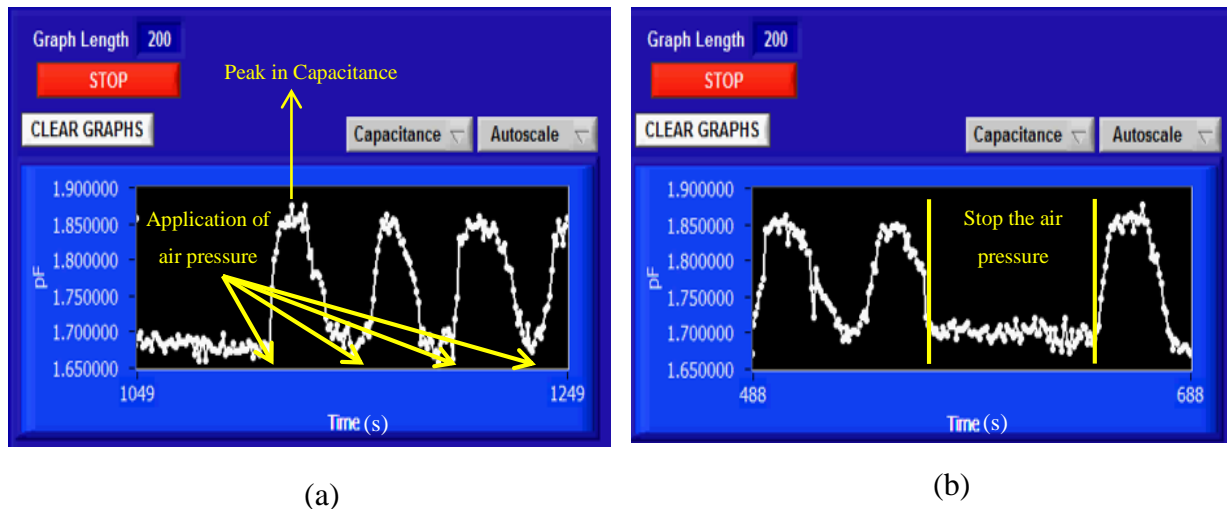 Graph Length 200
STOP
Peak in Capacitance
CLEAR GRAPHS
Capacitance
Autoscale
1.900000
1.850000
1.800000
1.750000
1.700000
1.650000
pF
Application of
air pressure
1049
1249
Time (s)
(a)
Graph Length 200
STOP
CLEAR GRAPHS
Capacitance
Autoscale
1.900000
1.850000
1.800000
1.750000
1.700000
1.650000
pF
Stop the air
pressure
488
688
Time (s)
(b)